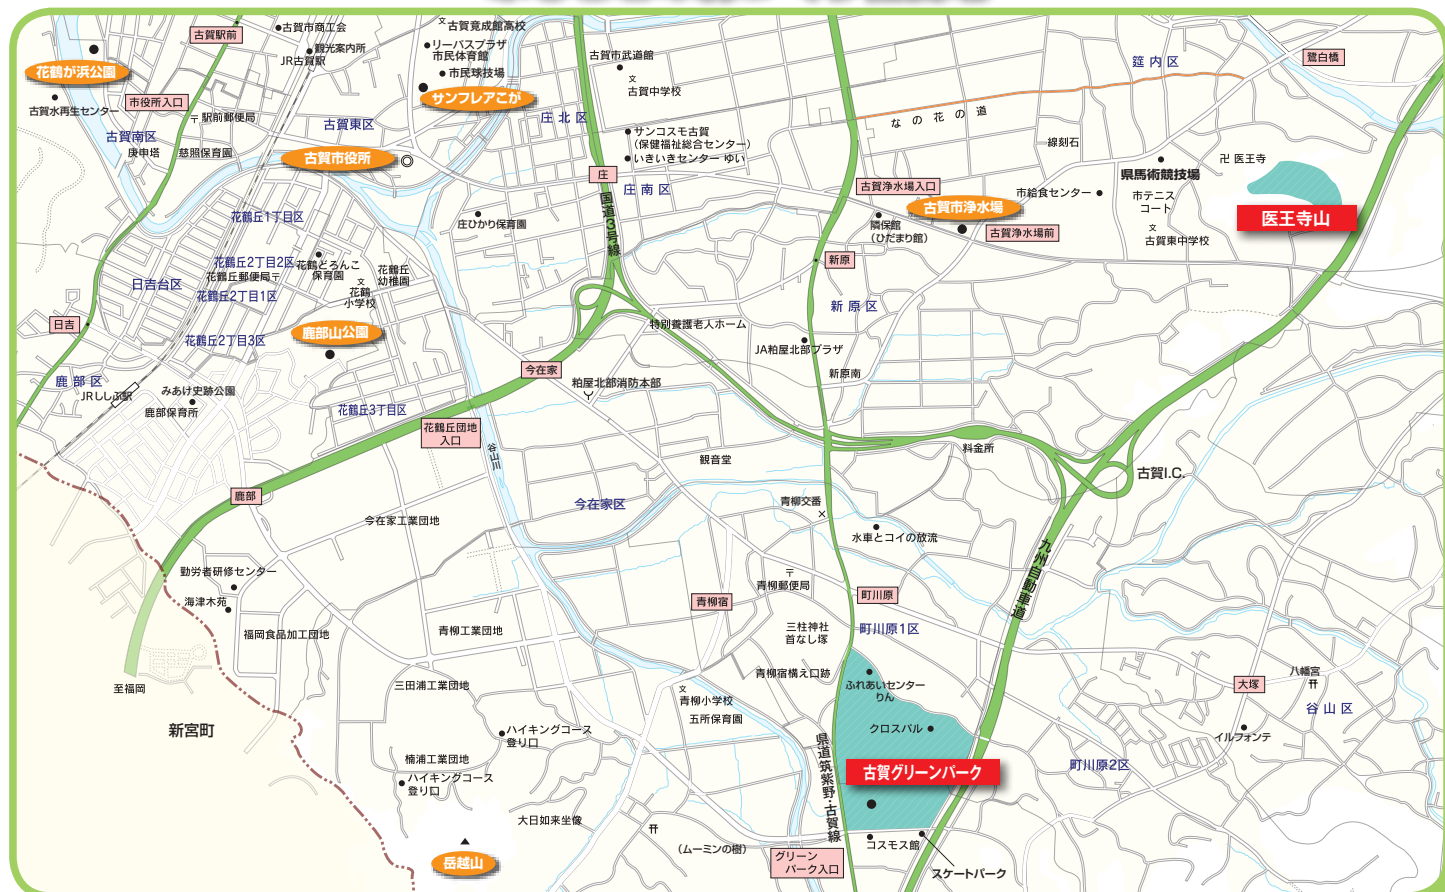 古賀市商工会
古賀駅前
観光案内所
JR古賀駅
文
古賀竟成館高校
リーパスプラザ
市民体育館
市民球技場
サンフレアこが
花鶴が浜公園
古賀水再生センター
市役所入口
〒駅前郵便局
古賀南区
庚申塔
慈照保育園
古賀東区
古賀市役所
古賀市武道館
文
古賀中学校
庄北区
サンコスモ古賀
(保健福祉総合センター)
いきいきセンター ゆい
庄
庄南区
国道3号線
庄ひかり保育園
筵内区
鷺白橋
なの花の道
線刻石
県馬術競技場
卍 医王寺
医王寺山
市給食センター
市テニス
コート
文
古賀東中学校
古賀浄水場入口
古賀市浄水場
古賀浄水場前
隣保館
(ひだまり館)
新原
新原区
花鶴丘1丁目区
花鶴丘2丁目2区
花鶴丘郵便局〒
花鶴どろんこ
保育園
花鶴丘
幼稚園
文
花鶴
小学校
日吉台区
花鶴丘2丁目1区
日吉
鹿部山公園
花鶴丘2丁目3区
特別養護老人ホーム
JA粕屋北部プラザ
新原南
鹿部区
JRししぶ駅
みあけ史跡公園
鹿部保育所
今在家
粕屋北部消防本部
花鶴丘3丁目区
花鶴丘団地
入口
谷山川
観音堂
料金所
古賀I.C.
鹿部
今在家工業団地
今在家区
青柳交番
水車とコイの放流
九州自動車道
勤労者研修センター
海津木苑
福岡食品加工団地
青柳工業団地
青柳宿
〒
青柳郵便局
町川原
町川原1区
三柱神社
首なし塚
青柳宿構え口跡
至福岡
新宮町
三田浦工業団地
文
青柳小学校
五所保育園
ふれあいセンター
りん
クロスパル
古賀グリーンパーク
県道筑紫野・古賀線
八幡宮
大塚
谷山区
イルフォンテ
町川原2区
ハイキングコース
登り口
楠浦工業団地
ハイキングコース
登り口
大日如来坐像
岳越山
(ムーミンの樹)
グリーン
パーク入口
コスモス館
スケートパーク